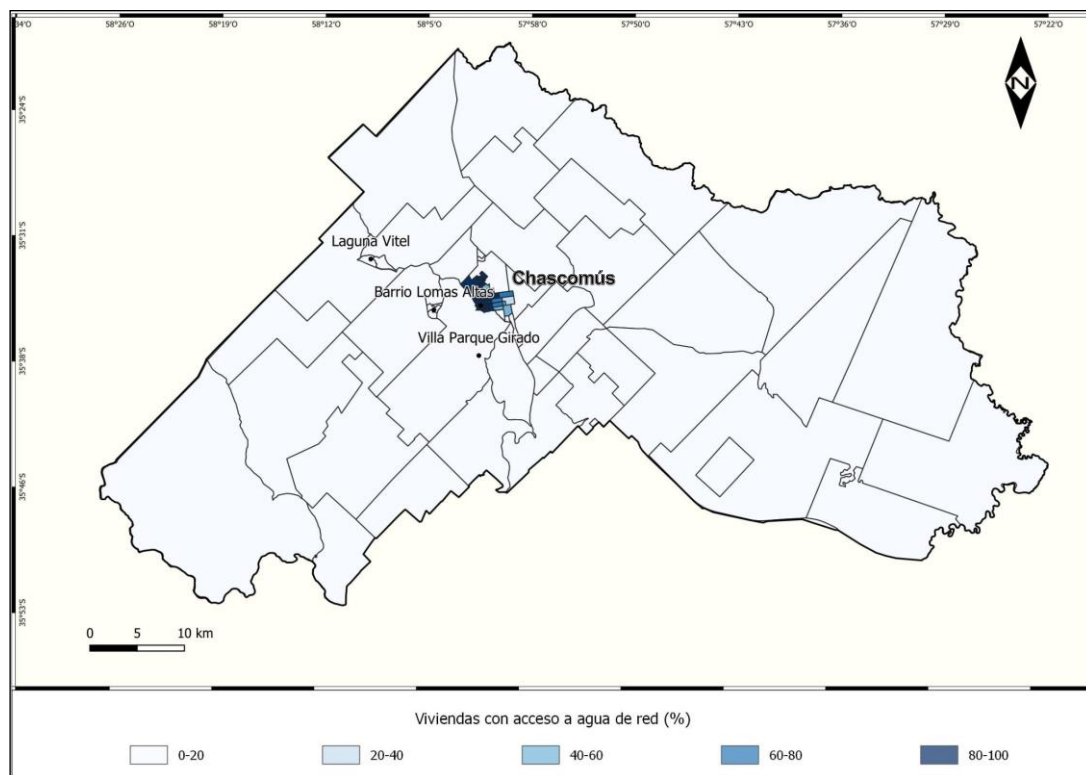 34'O 58°26'O 58°19'O 58°12'O 58°5'O 57°58'O 57°50'O 57°43'O 57°36'O 57°29'O 57°22'O
N
35°24'S
35°31'S
Laguna Vitel
Chascomús
Barrio Lomas Altas
Villa Parque Girado
35°38'S
35°46'S
35°53'S
0 5 10 km
Viviendas con acceso a agua de red (%)
0-20 20-40 40-60 60-80 80-100